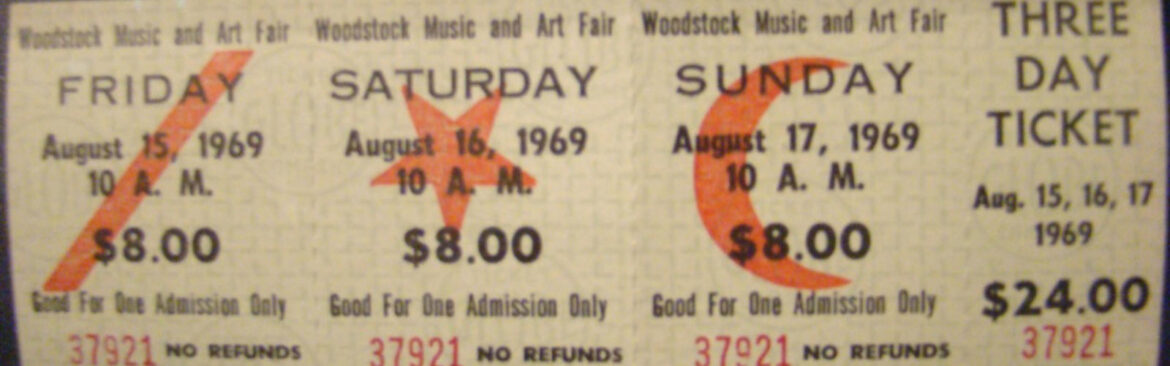 Woodstock Music and Art Fair
FRIDAY
August 15, 1969
10 A. M.
$8.00
Good For One Admission Only
37921 NO REFUNDS
Woodstock Music and Art Fair
SATURDAY
August 16, 1969
10 A. M.
$8.00
Good For One Admission Only
37921 NO REFUNDS
Woodstock Music and Art Fair
SUNDAY
August 17, 1969
10 A. M.
$8.00
Good For One Admission Only
37921 NO REFUNDS
THREE
DAY
TICKET
Aug. 15, 16, 17
1969
$24.00
37921